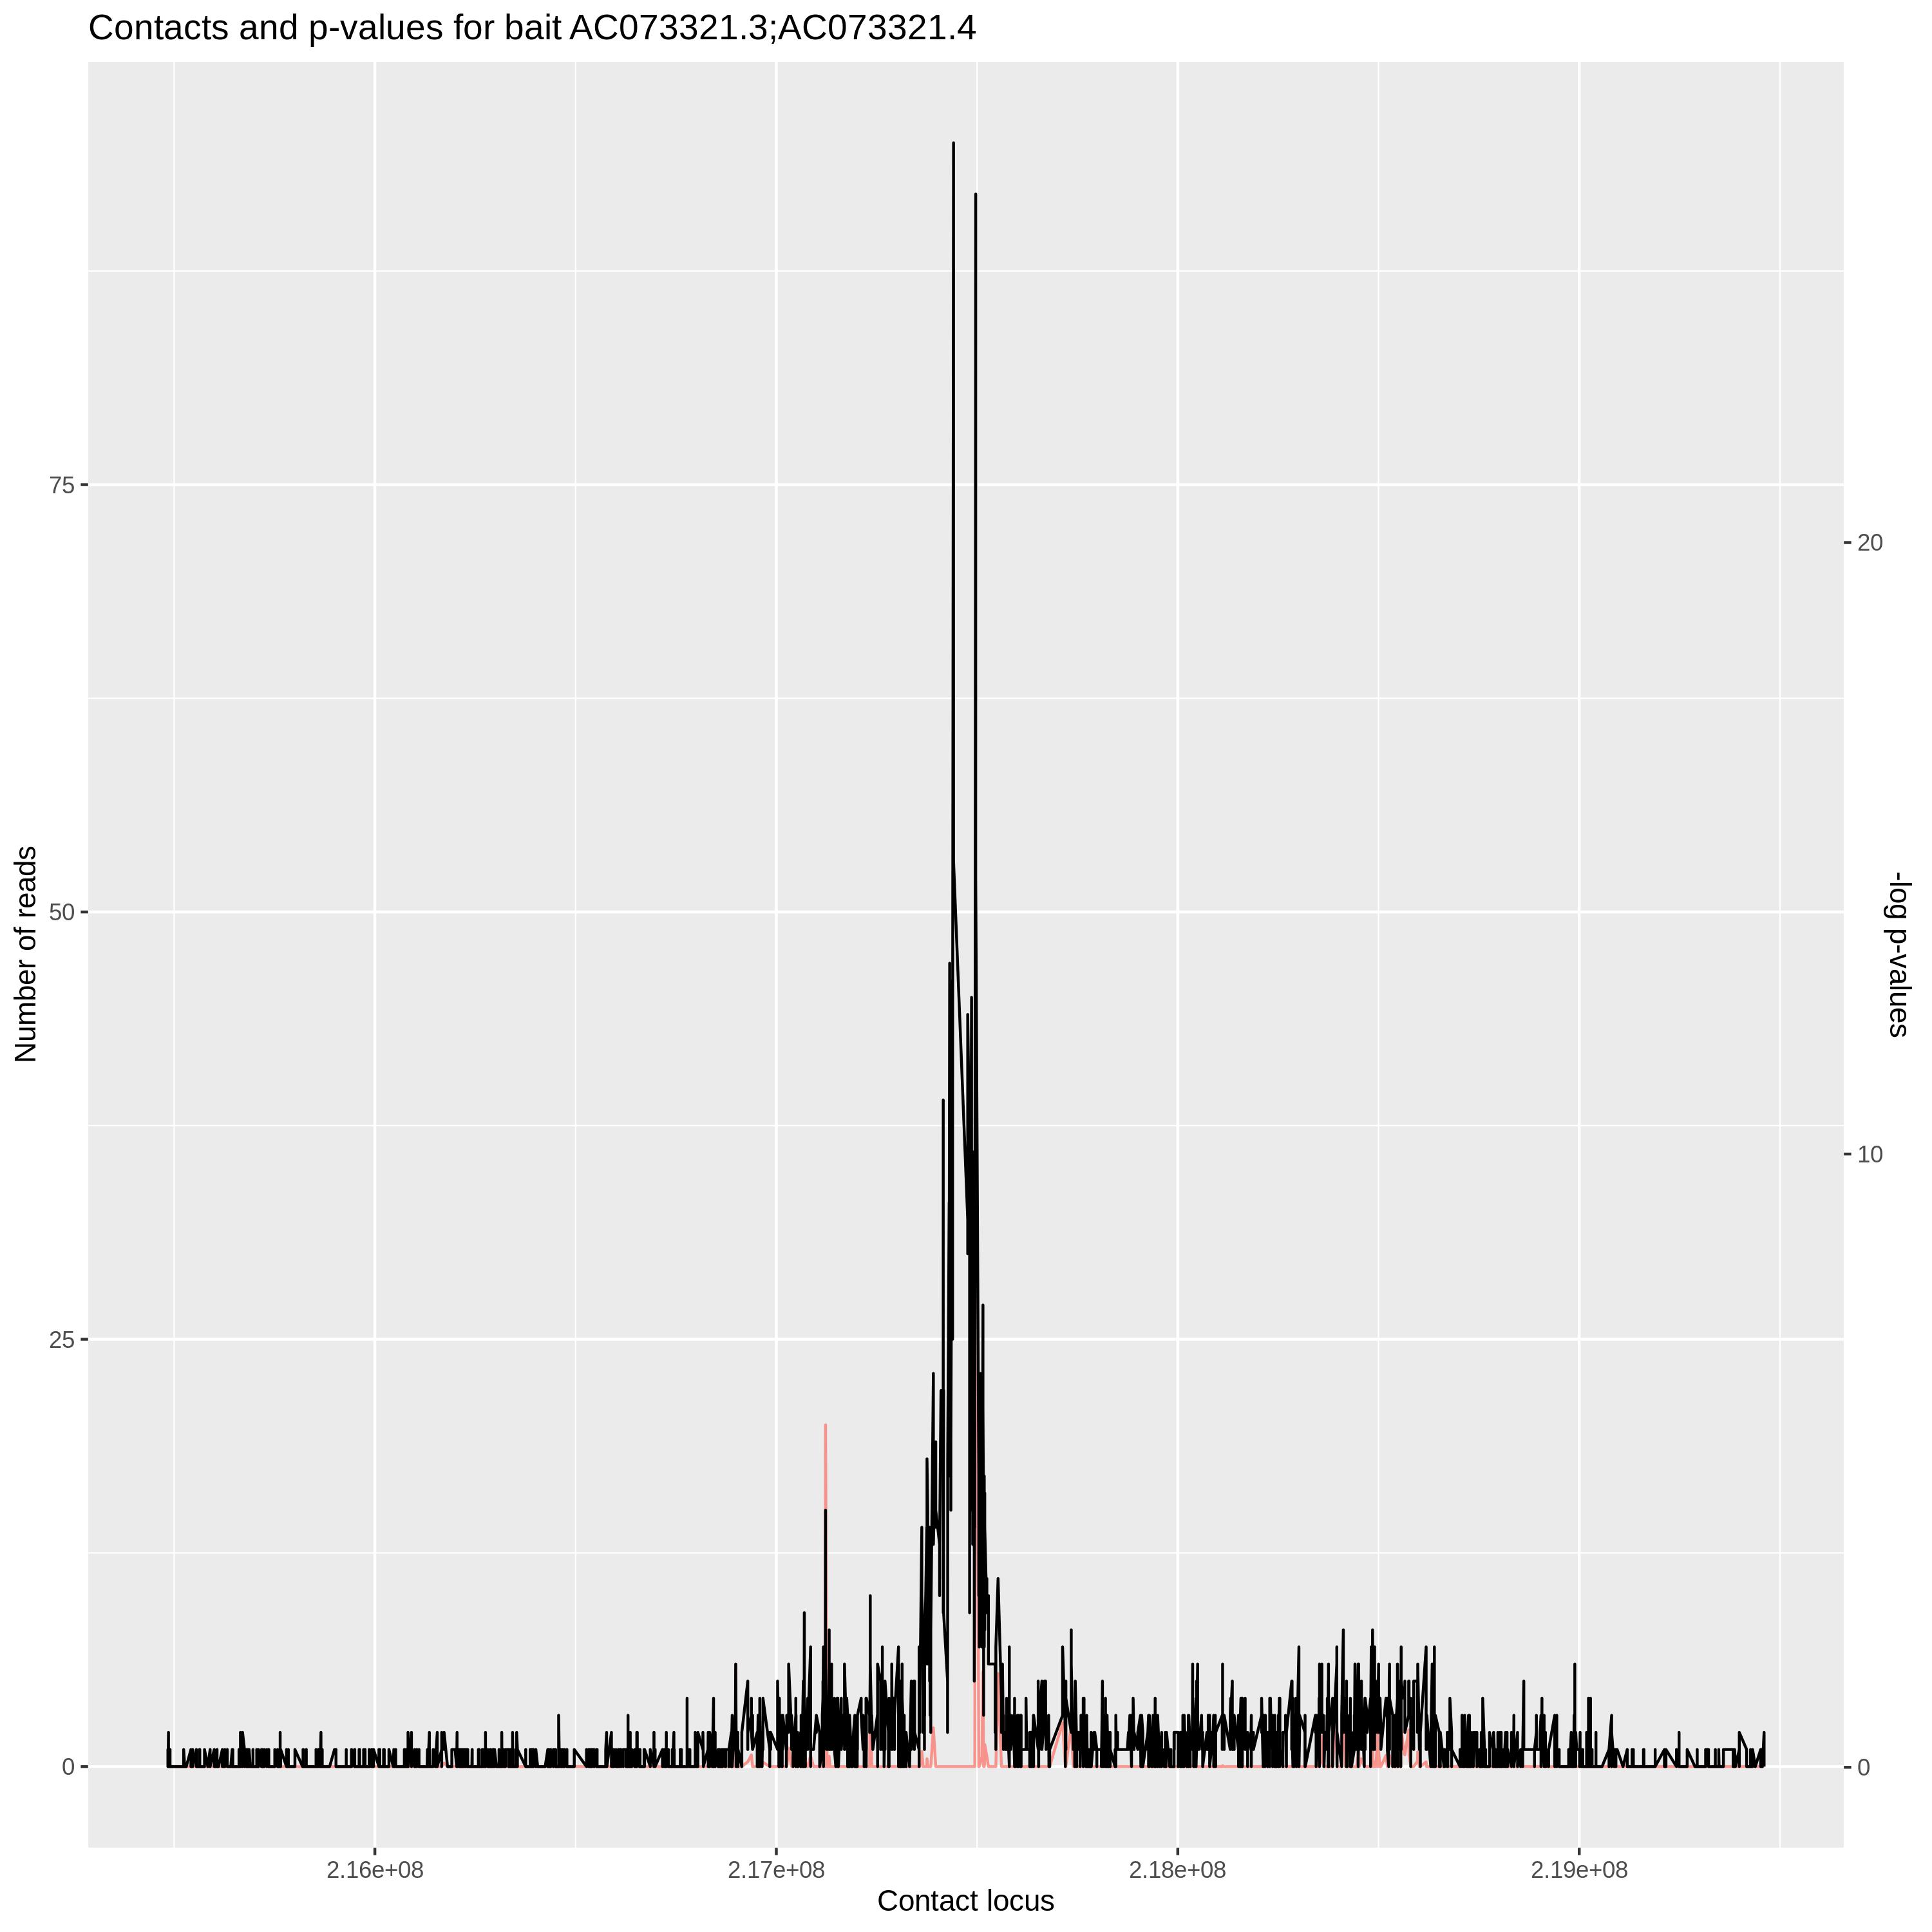 Contacts and p-values for bait AC073321.3;AC073321.4
Number of reads
75
50
25
0
-log p-values
20
10
0
2.16e+08
2.17e+08
2.18e+08
2.19e+08
Contact locus